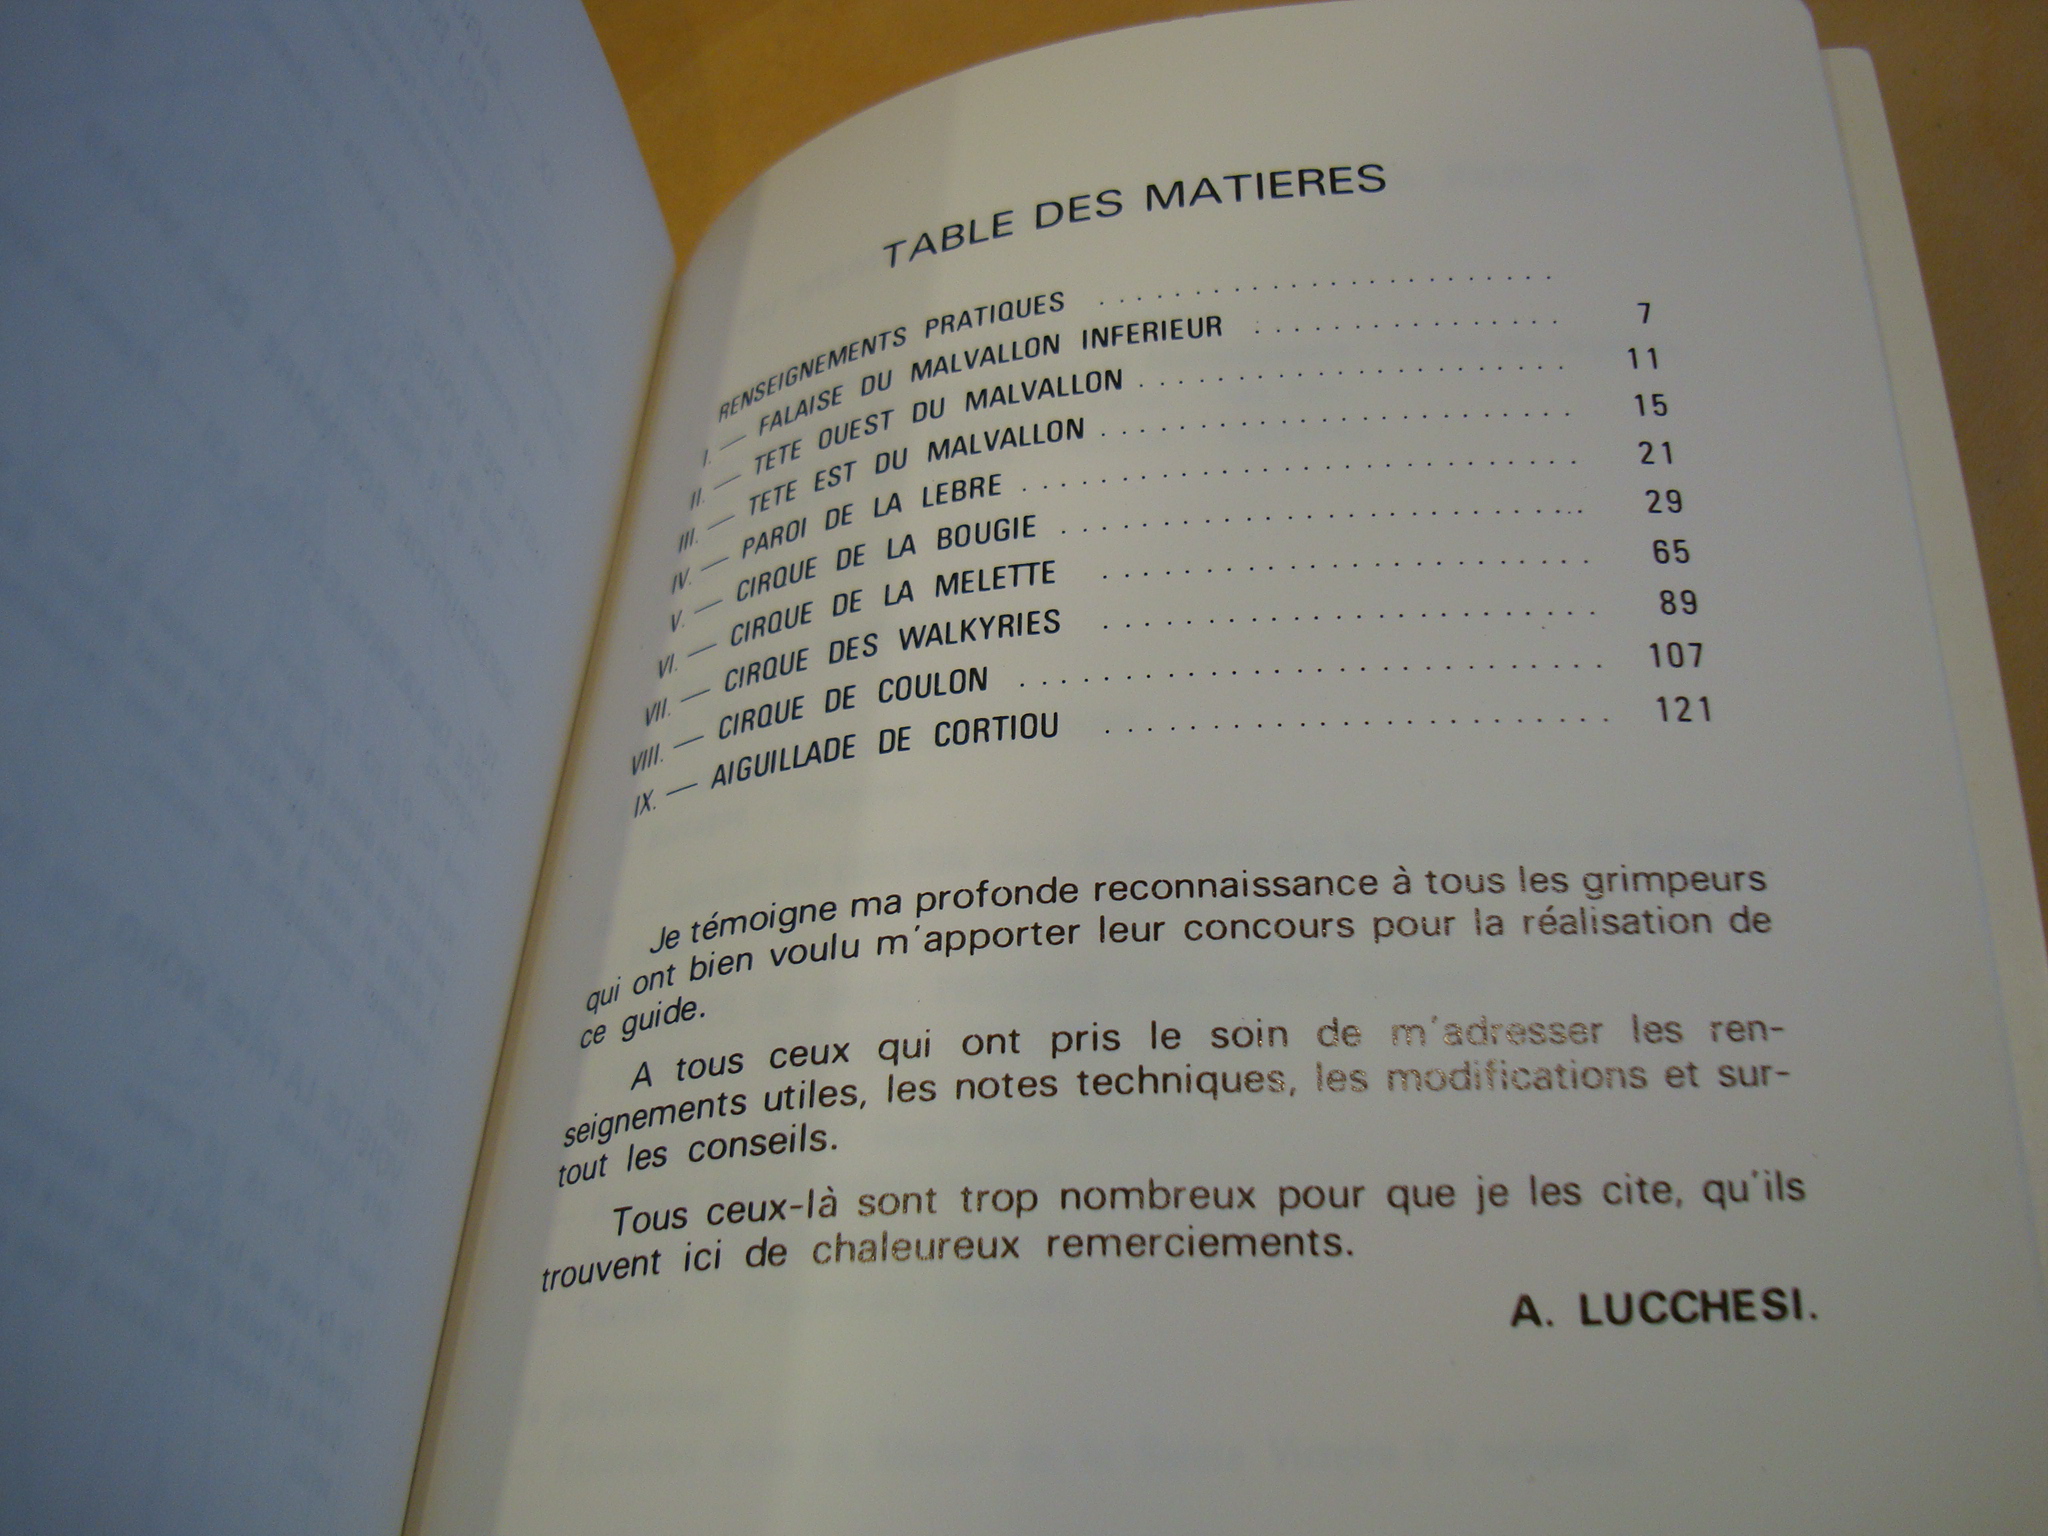 TABLE DES MATIERES
RENSEIGNEMENTS PRATIQUES . . . . . . . . . . . . . . . . . . . . . . . .
I. — FALAISE DU MALVALLON INFERIEUR . . . . . . . . . . . . . . . . 7
II. — TETE OUEST DU MALVALLON . . . . . . . . . . . . . . . . . . . . . . 11
III. — TETE EST DU MALVALLON . . . . . . . . . . . . . . . . . . . . . . . . 15
IV. — PAROI DE LA LEBRE . . . . . . . . . . . . . . . . . . . . . . . . . . . . 21
V. — CIRQUE DE LA BOUGIE . . . . . . . . . . . . . . . . . . . . . . . . . . . 29
VI. — CIRQUE DE LA MELETTE . . . . . . . . . . . . . . . . . . . . . . . . . 65
VII. — CIRQUE DES WALKYRIES . . . . . . . . . . . . . . . . . . . . . . . . . 89
VIII. — CIRQUE DE COULON . . . . . . . . . . . . . . . . . . . . . . . . . . . . 107
IX. — AIGUILLADE DE CORTIOU . . . . . . . . . . . . . . . . . . . . . . . . 121
Je témoigne ma profonde reconnaissance à tous les grimpeurs
qui ont bien voulu m'apporter leur concours pour la réalisation de
ce guide.
A tous ceux qui ont pris le soin de m'adresser les ren-
seignements utiles, les notes techniques, les modifications et sur-
tout les conseils.
Tous ceux-là sont trop nombreux pour que je les cite, qu'ils
trouvent ici de chaleureux remerciements.
A. LUCCHESI.